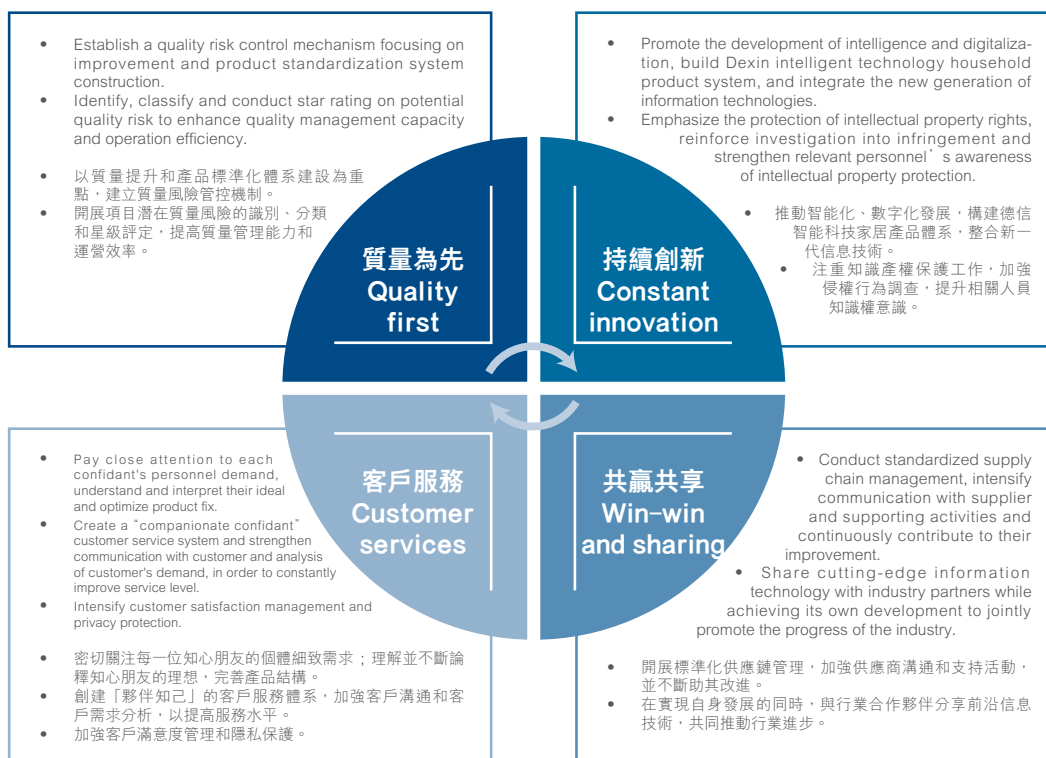 • Establish a quality risk control mechanism focusing on
improvement and product standardization system
construction.
• Identify, classify and conduct star rating on potential
quality risk to enhance quality management capacity
and operation efficiency.
• 以質量提升和產品標準化體系建設為重
點，建立質量風險管控機制。
• 開展項目潛在質量風險的識別、分類
和星級評定，提高質量管理能力和
運營效率。
質量為先
Quality
first
• Promote the development of intelligence and digitaliza-
tion, build Dexin intelligent technology household
product system, and integrate the new generation of
information technologies.
• Emphasize the protection of intellectual property rights,
reinforce investigation into infringement and
strengthen relevant personnel's awareness
of intellectual property protection.
• 推動智能化、數字化發展，構建德信
智能科技家居產品體系，整合新一
代信息技術。
• 注重知識產權保護工作，加強
侵權行為調查，提升相關人員
知識權意識。
持續創新
Constant
innovation
• Pay close attention to each
confidant's personnel demand,
understand and interpret their ideal
and optimize product fix.
• Create a "companionate confidant"
customer service system and strengthen
communication with customer and analysis
of customer's demand, in order to constantly
improve service level.
• Intensify customer satisfaction management and
privacy protection.
• 密切關注每一位知心朋友的個體細致需求；理解並不斷論
釋知心朋友的理想，完善產品結構。
• 創建「夥伴知己」的客戶服務體系，加強客戶溝通和客
戶需求分析，以提高服務水平。
• 加強客戶滿意度管理和隱私保護。
客戶服務
Customer
services
• Conduct standardized supply
chain management, intensify
communication with supplier
and supporting activities and
continuously contribute to their
improvement.
• Share cutting-edge information
technology with industry partners while
achieving its own development to jointly
promote the progress of the industry.
• 開展標準化供應鏈管理，加強供應商溝通和支持活動，
並不斷助其改進。
• 在實現自身發展的同時，與行業合作夥伴分享前沿信息
技術，共同推動行業進步。
共贏共享
Win-win
and sharing